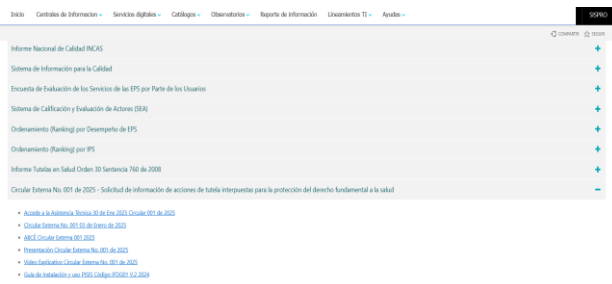 Inicio Centrales de Informacion Servicios digitales Catálogos Observatorios Reporte de información Lineamientos TI Ayudas SISPRO
COMPARTIR SEGUIR
Informe Nacional de Calidad INCAS +
Sistema de Información para la Calidad +
Encuesta de Evaluación de los Servicios de las EPS por Parte de los Usuarios +
Sistema de Calificación y Evaluación de Actores (SEA) +
Ordenamiento (Ranking) por Desempeño de EPS +
Ordenamiento (Ranking) por IPS +
Informe Tutelas en Salud Orden 30 Sentencia 760 de 2008 +
Circular Externa No. 001 de 2025 - Solicitud de información de acciones de tutela interpuestas para la protección del derecho fundamental a la salud −
• Accede a la Asistencia Técnica 30 de Ene 2025 Circular 001 de 2025
• Circular Externa No. 001 03 de Enero de 2025
• ABCÉ Circular Externa 001 2025
• Presentación Circular Externa No. 001 de 2025
• Video Explicativo Circular Externa No. 001 de 2025
• Guía de Instalación y uso PISIS Código IFDG01 V.2 2024